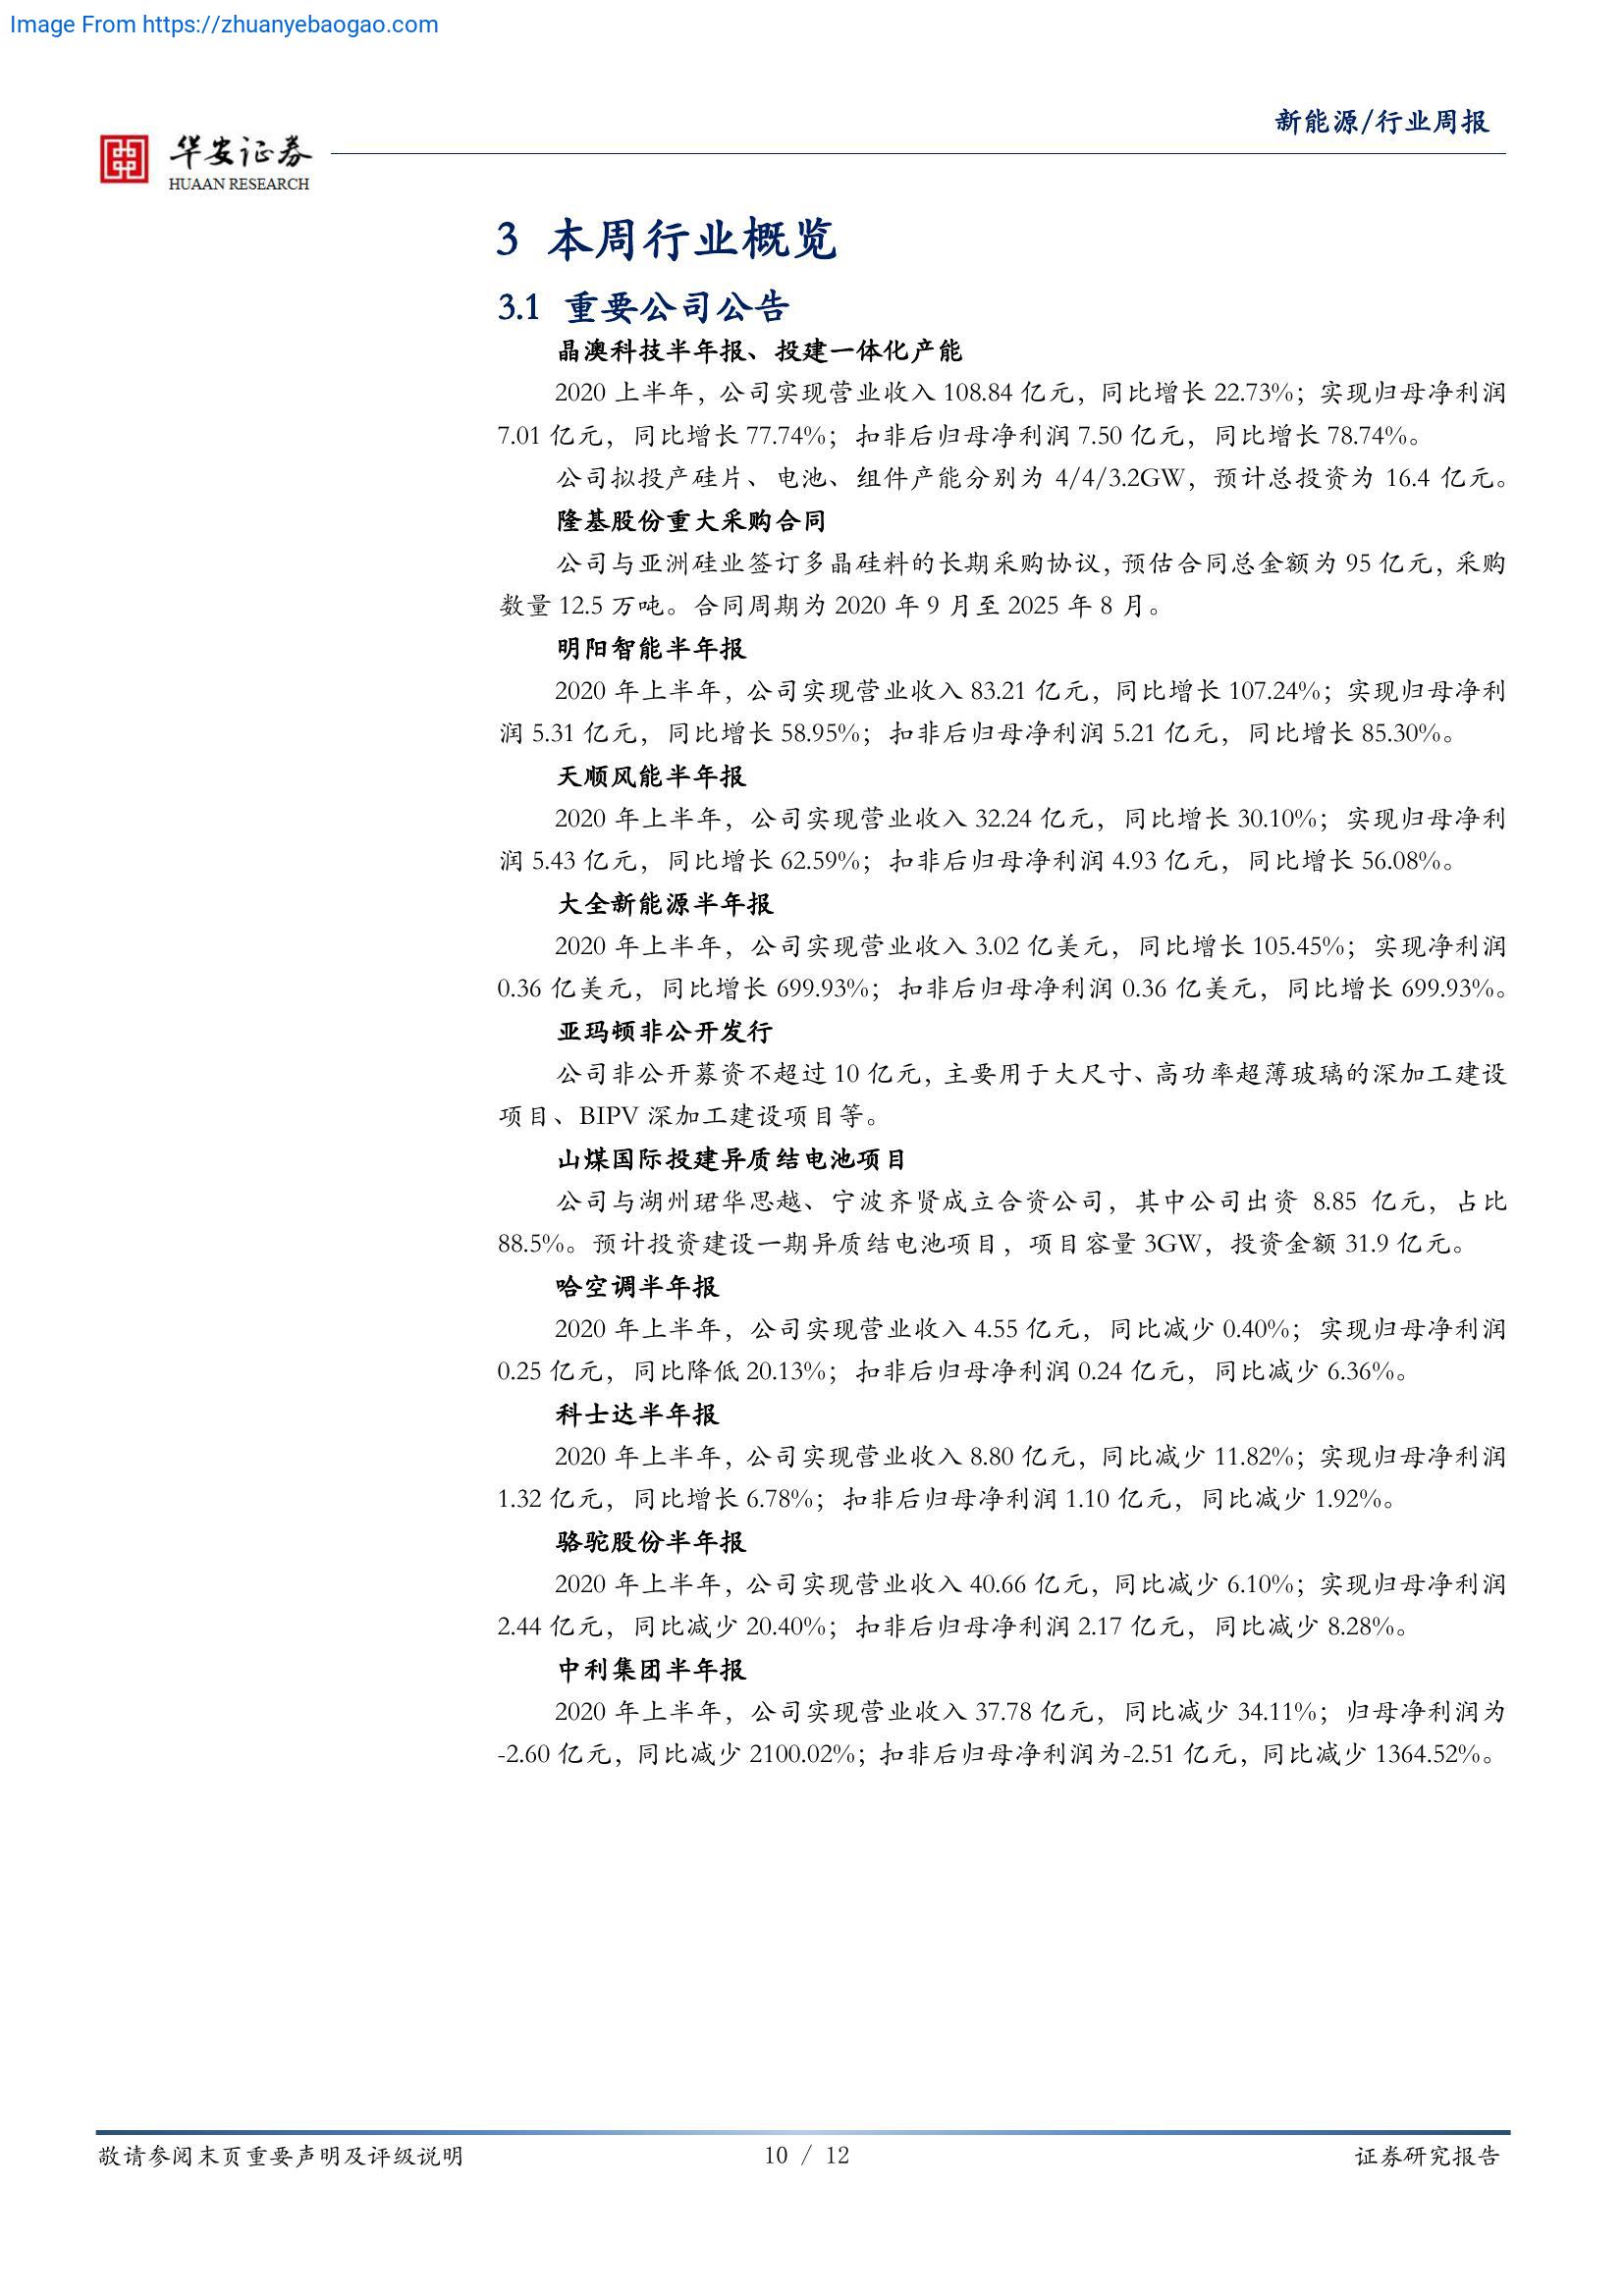 Image From https://zhuanyebaogao.com
新能源/行业周报
华安证券
HUAAN RESEARCH
3 本周行业概览
3.1 重要公司公告
晶澳科技半年报、投建一体化产能
2020 上半年，公司实现营业收入 108.84 亿元，同比增长 22.73%；实现归母净利润
7.01 亿元，同比增长 77.74%；扣非后归母净利润 7.50 亿元，同比增长 78.74%。
公司拟投产硅片、电池、组件产能分别为 4/4/3.2GW，预计总投资为 16.4 亿元。
隆基股份重大采购合同
公司与亚洲硅业签订多晶硅料的长期采购协议，预估合同总金额为 95 亿元，采购
数量 12.5 万吨。合同周期为 2020 年 9 月至 2025 年 8 月。
明阳智能半年报
2020 年上半年，公司实现营业收入 83.21 亿元，同比增长 107.24%；实现归母净利
润 5.31 亿元，同比增长 58.95%；扣非后归母净利润 5.21 亿元，同比增长 85.30%。
天顺风能半年报
2020 年上半年，公司实现营业收入 32.24 亿元，同比增长 30.10%；实现归母净利
润 5.43 亿元，同比增长 62.59%；扣非后归母净利润 4.93 亿元，同比增长 56.08%。
大全新能源半年报
2020 年上半年，公司实现营业收入 3.02 亿美元，同比增长 105.45%；实现净利润
0.36 亿美元，同比增长 699.93%；扣非后归母净利润 0.36 亿美元，同比增长 699.93%。
亚玛顿非公开发行
公司非公开募资不超过 10 亿元，主要用于大尺寸、高功率超薄玻璃的深加工建设
项目、BIPV 深加工建设项目等。
山煤国际投建异质结电池项目
公司与湖州珺华思越、宁波齐贤成立合资公司，其中公司出资 8.85 亿元，占比
88.5%。预计投资建设一期异质结电池项目，项目容量 3GW，投资金额 31.9 亿元。
哈空调半年报
2020 年上半年，公司实现营业收入 4.55 亿元，同比减少 0.40%；实现归母净利润
0.25 亿元，同比降低 20.13%；扣非后归母净利润 0.24 亿元，同比减少 6.36%。
科士达半年报
2020 年上半年，公司实现营业收入 8.80 亿元，同比减少 11.82%；实现归母净利润
1.32 亿元，同比增长 6.78%；扣非后归母净利润 1.10 亿元，同比减少 1.92%。
骆驼股份半年报
2020 年上半年，公司实现营业收入 40.66 亿元，同比减少 6.10%；实现归母净利润
2.44 亿元，同比减少 20.40%；扣非后归母净利润 2.17 亿元，同比减少 8.28%。
中利集团半年报
2020 年上半年，公司实现营业收入 37.78 亿元，同比减少 34.11%；归母净利润为
-2.60 亿元，同比减少 2100.02%；扣非后归母净利润为-2.51 亿元，同比减少 1364.52%。
敬请参阅末页重要声明及评级说明
10 / 12
证券研究报告